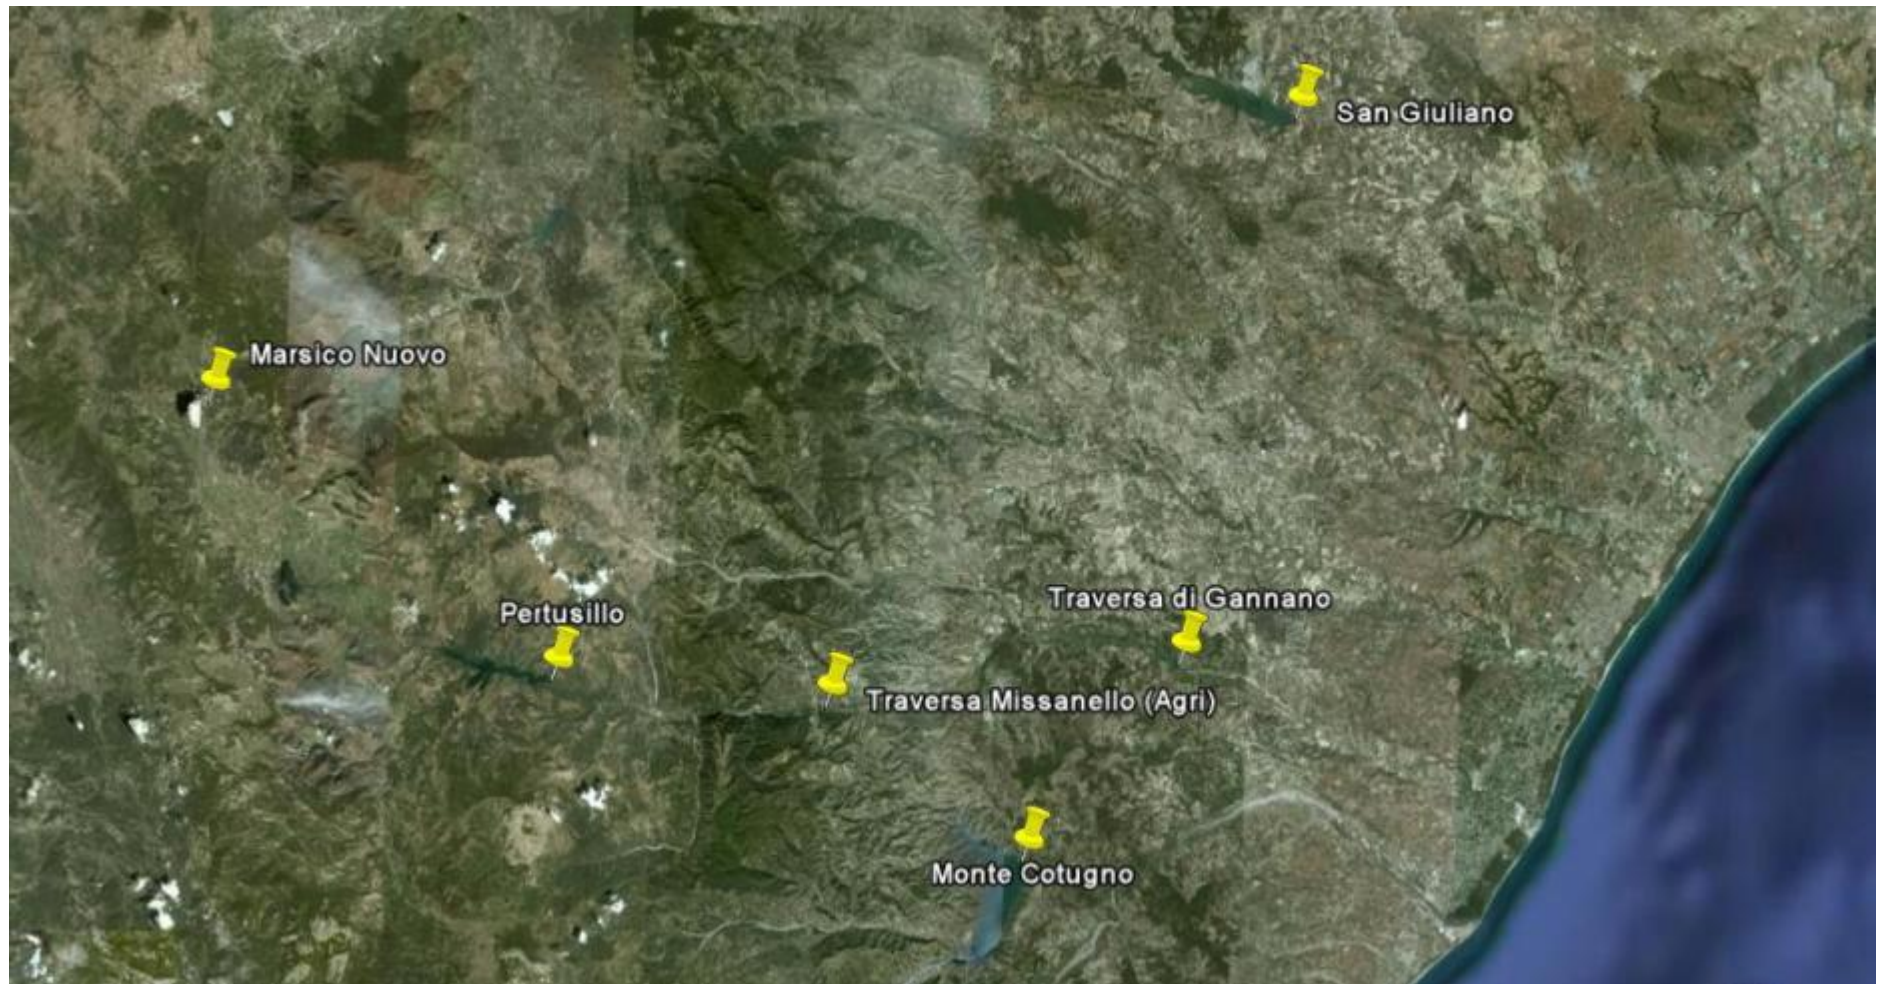 San Giuliano
Marsico Nuovo
Traversa di Gannano
Pertusillo
Traversa Missanello (Agri)
Monte Cotugno